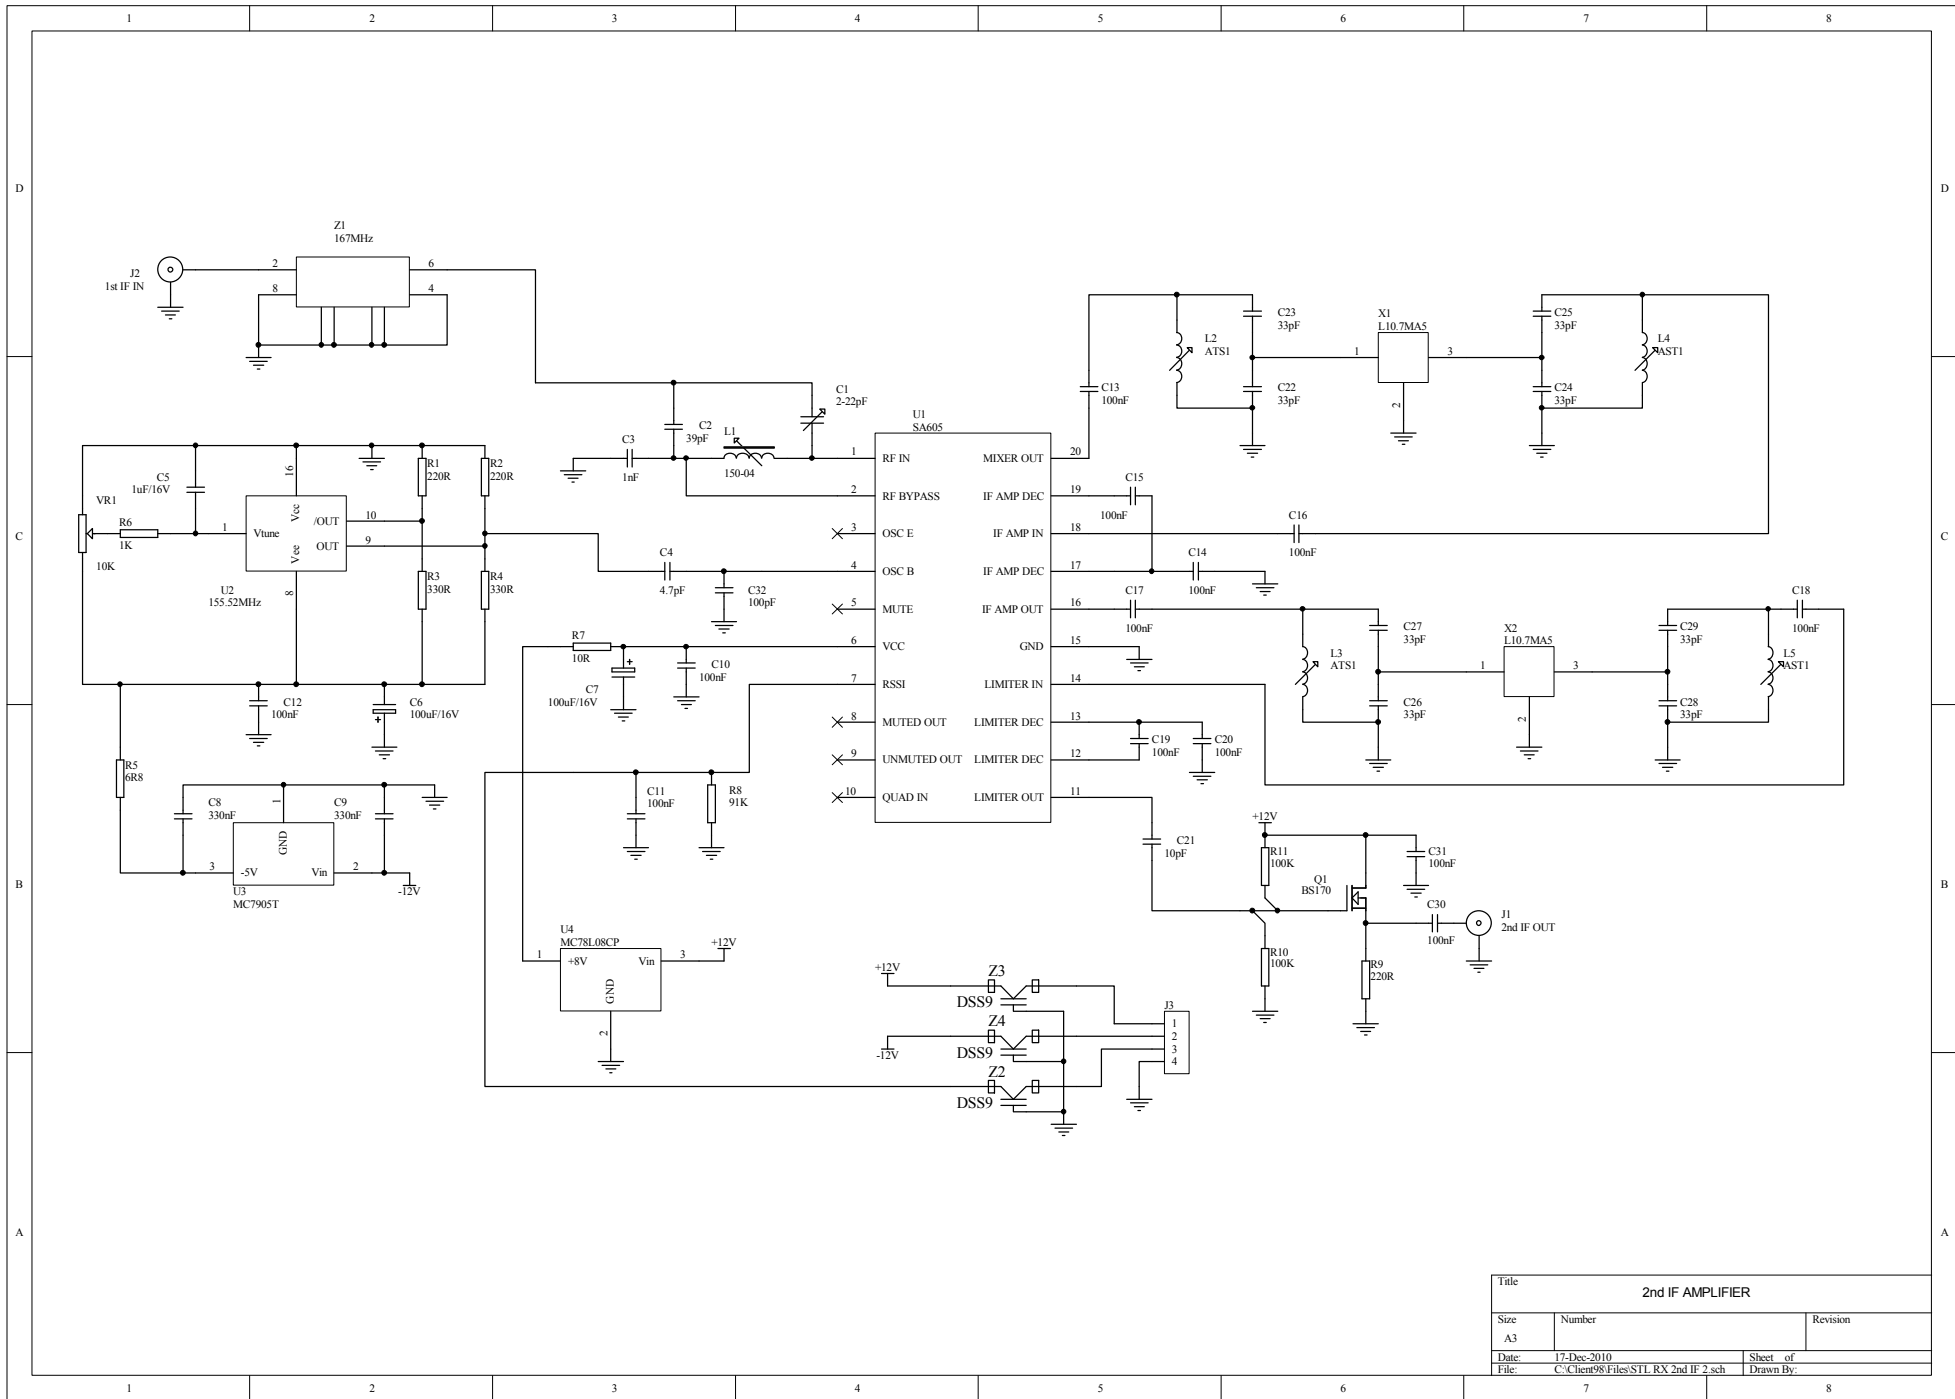 1 2 3 4 5 6 7 8
D D
Z1
167MHz
J2
1st IF IN
2
6
8
4
C1
2-22pF
C2
39pF
L1
150-04
C3
1nF
U1
SA605
1 RF IN
2 RF BYPASS
3 OSC E
4 OSC B
5 MUTE
6 VCC
7 RSSI
8 MUTED OUT
9 UNMUTED OUT
10 QUAD IN
MIXER OUT 20
IF AMP DEC 19
IF AMP IN 18
IF AMP DEC 17
IF AMP OUT 16
GND 15
LIMITER IN 14
LIMITER DEC 13
LIMITER DEC 12
LIMITER OUT 11
C13
100nF
L2
ATS1
C23
33pF
C22
33pF
X1
L10.7MA5
1
3
2
C25
33pF
C24
33pF
L4
AST1
C C
VR1
10K
R6
1K
C5
1uF/16V
1
16
Vtune
Vcc
/OUT
OUT
Vee
10
9
8
U2
155.52MHz
R1
220R
R2
220R
R3
330R
R4
330R
C4
4.7pF
C32
100pF
C15
100nF
C16
100nF
C14
100nF
C17
100nF
C12
100nF
C6
100uF/16V
+
R7
10R
+
C7
100uF/16V
C10
100nF
L3
ATS1
C27
33pF
C26
33pF
X2
L10.7MA5
1
3
2
C29
33pF
C28
33pF
L5
AST1
C18
100nF
C19
100nF
C20
100nF
B B
R5
6R8
C8
330nF
C9
330nF
1
GND
3
-5V
Vin
2
-12V
U3
MC7905T
C11
100nF
R8
91K
C21
10pF
+12V
R11
100K
C31
100nF
Q1
BS170
C30
100nF
J1
2nd IF OUT
R10
100K
R9
220R
U4
MC78L08CP
1
+8V
Vin
3
+12V
GND
2
+12V
Z3
DSS9
-12V
Z4
DSS9
Z2
DSS9
J3
1
2
3
4
A A
Title
2nd IF AMPLIFIER
Size Number Revision
A3
Date: 17-Dec-2010 Sheet of
File: C:\Client98\Files\STL RX 2nd IF 2.sch Drawn By:
1 2 3 4 5 6 7 8